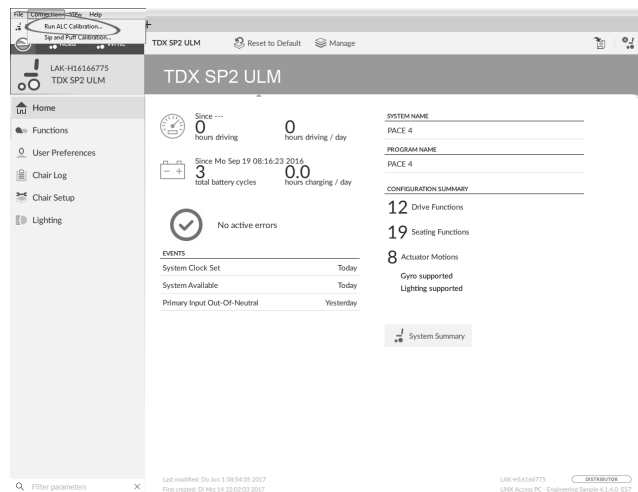 File Connection View Help
Run ALC Calibration...
Sip and Puff Calibration...
Read Write
TDX SP2 ULM Reset to Default Manage
LAK-H16166775
TDX SP2 ULM
TDX SP2 ULM
Home
Functions
User Preferences
Chair Log
Chair Setup
Lighting
Since ---
0 0
hours driving hours driving / day
Since Mo Sep 19 08:16:23 2016
3 0.0
total battery cycles hours charging / day
No active errors
EVENTS
System Clock Set Today
System Available Today
Primary Input Out-Of-Neutral Yesterday
SYSTEM NAME
PACE 4
PROGRAM NAME
PACE 4
CONFIGURATION SUMMARY
12 Drive Functions
19 Seating Functions
8 Actuator Motions
Gyro supported
Lighting supported
System Summary
Filter parameters
Last modified: Do Jun 1 08:54:35 2017
First created: Di Mrz 14 22:02:03 2017
LAK-H16166775 DISTRIBUTOR
LiNX Access PC - Engineering Sample 4.1.4.0_ES7